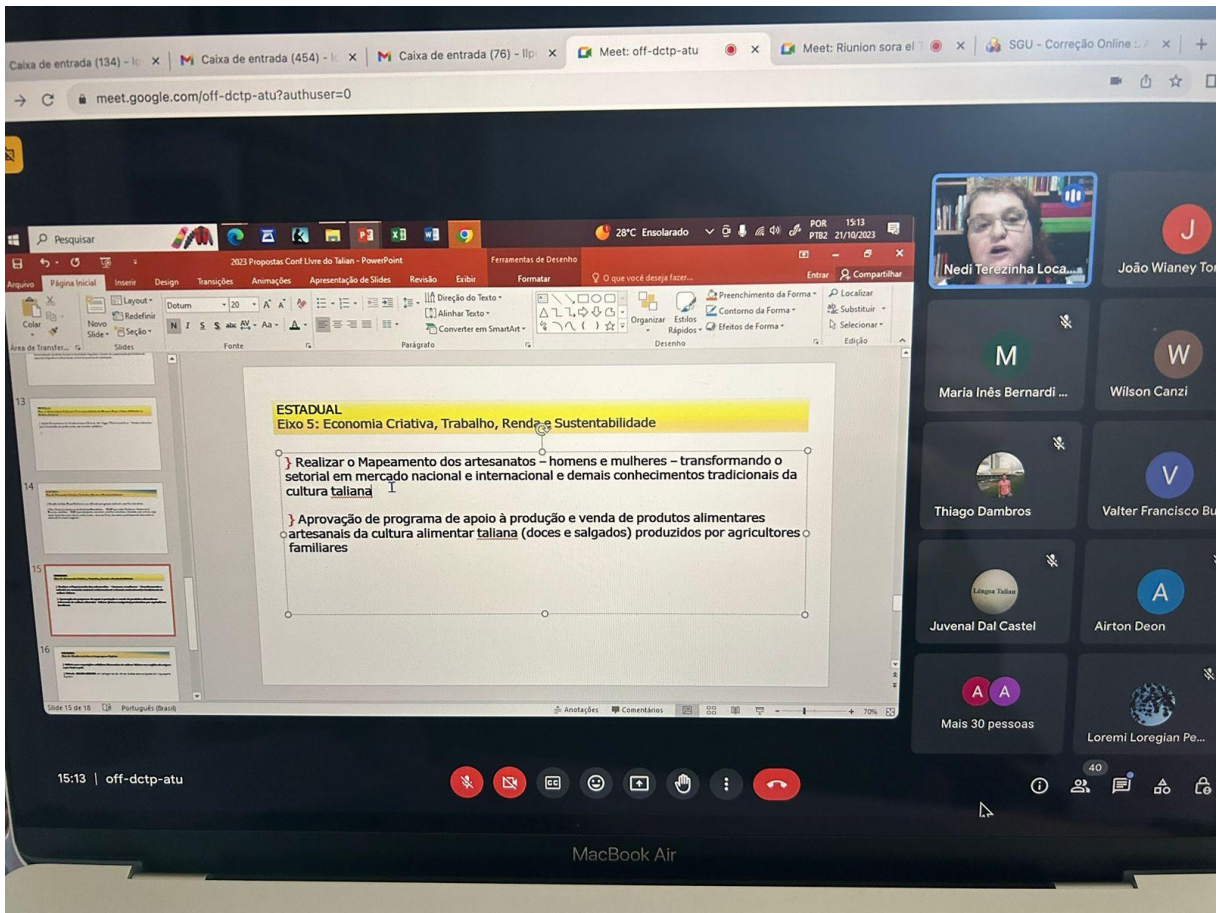 Caixa de entrada (134) -
Caixa de entrada (454) -
Caixa de entrada (76) -
Meet: off-dctp-atu
Meet: Riunion sora el
SGU - Correção Online :.
meet.google.com/off-dctp-atu?authuser=0
Pesquisar
28°C Ensolarado
POR
PTB2
15:13
21/10/2023
2023 Propostas Conf Livre do Talian - PowerPoint
Ferramentas de Desenho
Arquivo
Página Inicial
Inserir
Design
Transições
Animações
Apresentação de Slides
Revisão
Exibir
Formatar
O que você deseja fazer...
Entrar
Compartilhar
Colar
Novo
Slide
Layout
Redefinir
Seção
Dotum
20
N I S S abc AV Aa A
Direção do Texto
Alinhar Texto
Converter em SmartArt
Organizar
Estilos
Rápidos
Preenchimento da Forma
Contorno da Forma
Efeitos de Forma
Localizar
Substituir
Selecionar
Área de Transfer...
Slides
Fonte
Parágrafo
Desenho
Edição
13
14
15
16
ESTADUAL
Eixo 5: Economia Criativa, Trabalho, Renda e Sustentabilidade
} Realizar o Mapeamento dos artesanatos – homens e mulheres – transformando o
setorial em mercado nacional e internacional e demais conhecimentos tradicionais da
cultura taliana
} Aprovação de programa de apoio à produção e venda de produtos alimentares
artesanais da cultura alimentar taliana (doces e salgados) produzidos por agricultores
familiares
Slide 15 de 18
Português (Brasil)
Anotações
Comentários
70%
Nedi Terezinha Loca...
J
João Wianey Tor
M
Maria Inês Bernardi ...
W
Wilson Canzi
Thiago Dambros
V
Valter Francisco Bu
Léngua Talian
Juvenal Dal Castel
A
Airton Deon
A A
Mais 30 pessoas
Loremi Loregian Pe...
15:13 | off-dctp-atu
CC
40
MacBook Air